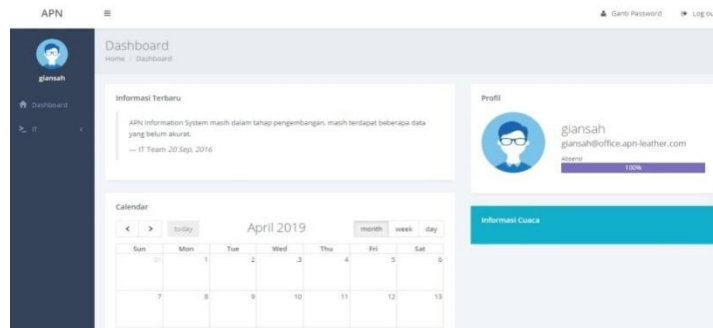 APN
Ganti Password
Log ou
giansah
Dashboard
IT
Dashboard
Home / Dashboard
Informasi Terbaru
APN Information System masih dalam tahap pengembangan, masih terdapat beberapa data
yang belum akurat.
— IT Team 20 Sep, 2016
Profil
giansah
giansah@office.apn-leather.com
Absensi
100%
Calendar
today
April 2019
month week day
Sun Mon Tue Wed Thu Fri Sat
31 1 2 3 4 5 6
7 8 9 10 11 12 13
Informasi Cuaca